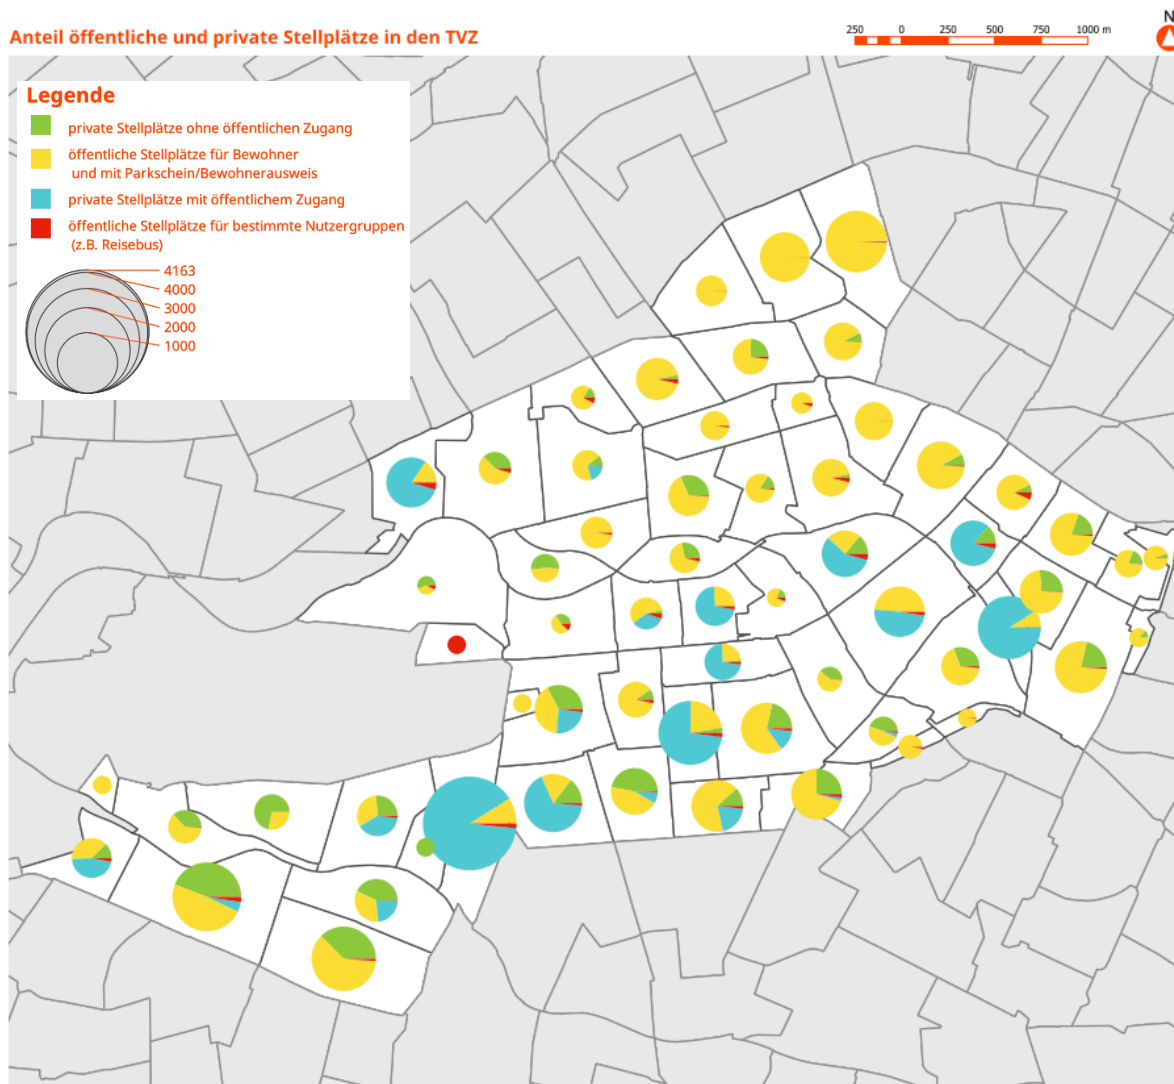 Anteil öffentliche und private Stellplätze in den TVZ
250 0 250 500 750 1000 m
N
Legende
private Stellplätze ohne öffentlichen Zugang
öffentliche Stellplätze für Bewohner
und mit Parkschein/Bewohnerausweis
private Stellplätze mit öffentlichem Zugang
öffentliche Stellplätze für bestimmte Nutzergruppen
(z.B. Reisebus)
4163
4000
3000
2000
1000